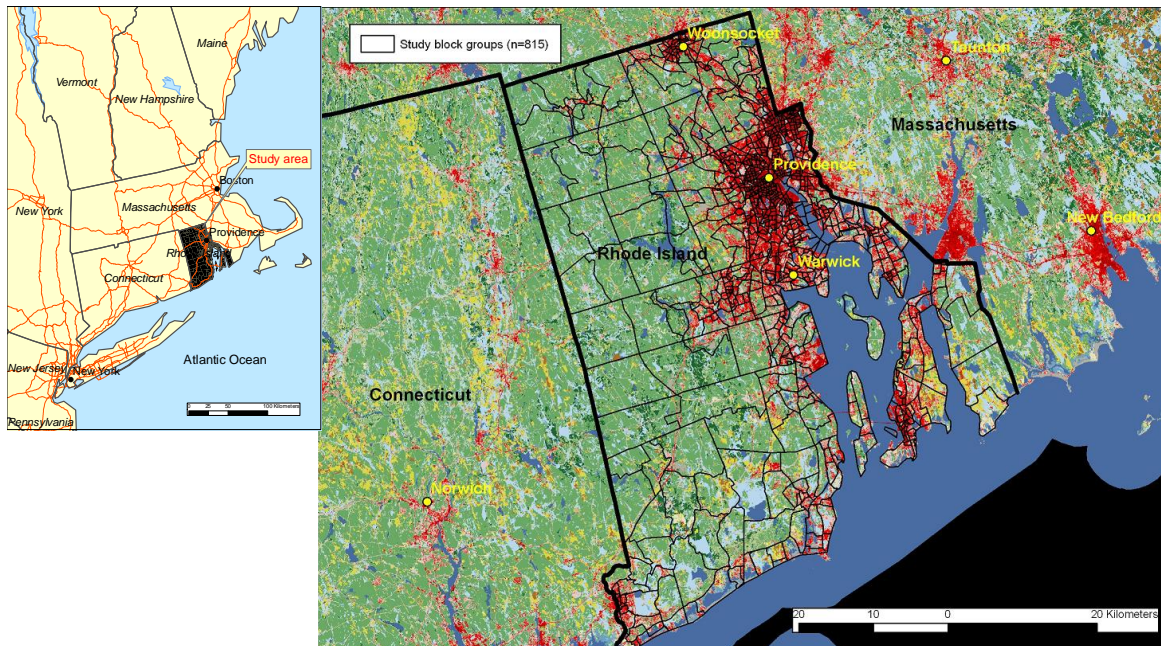 Maine
Vermont
New Hampshire
Study area
Boston
Massachusetts
New York
Providence
Connecticut
Atlantic Ocean
New Jersey
New York
0 25 50 100 Kilometers
Pennsylvania
Study block groups (n=815)
Woonsocket
Taunton
Massachusetts
Providence
New Bedford
Rhode Island
Warwick
Connecticut
Norwich
20 10 0 20 Kilometers